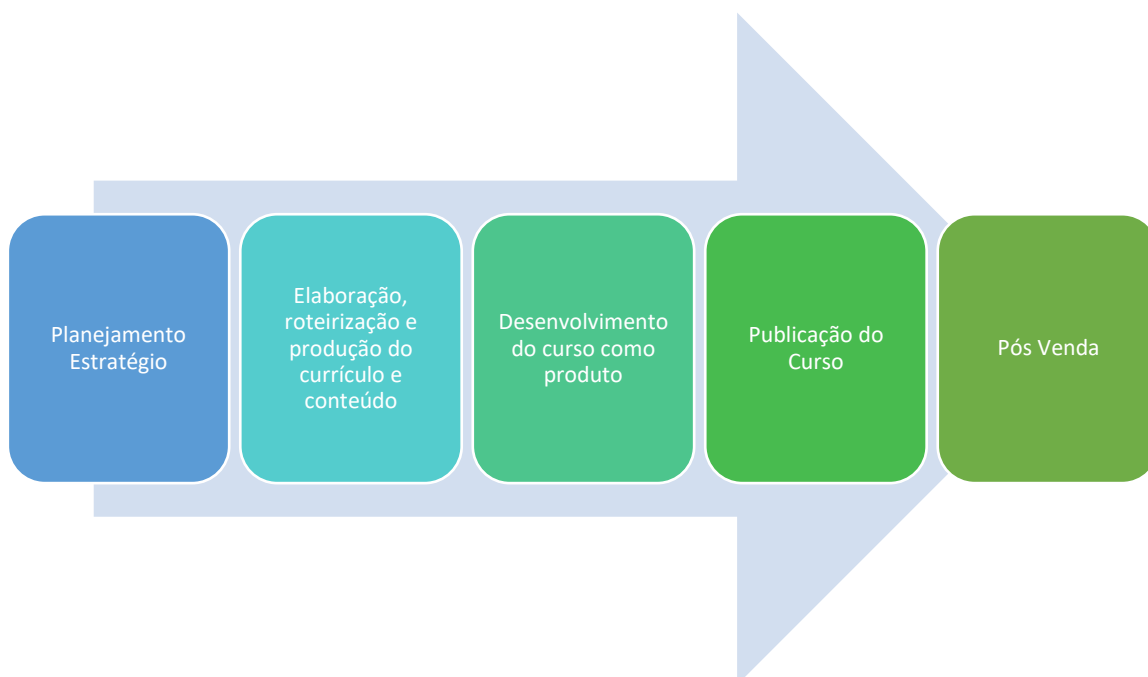 Planejamento
Estratégio
Elaboração,
roteirização e
produção do
currículo e
conteúdo
Desenvolvimento
do curso como
produto
Publicação do
Curso
Pós Venda